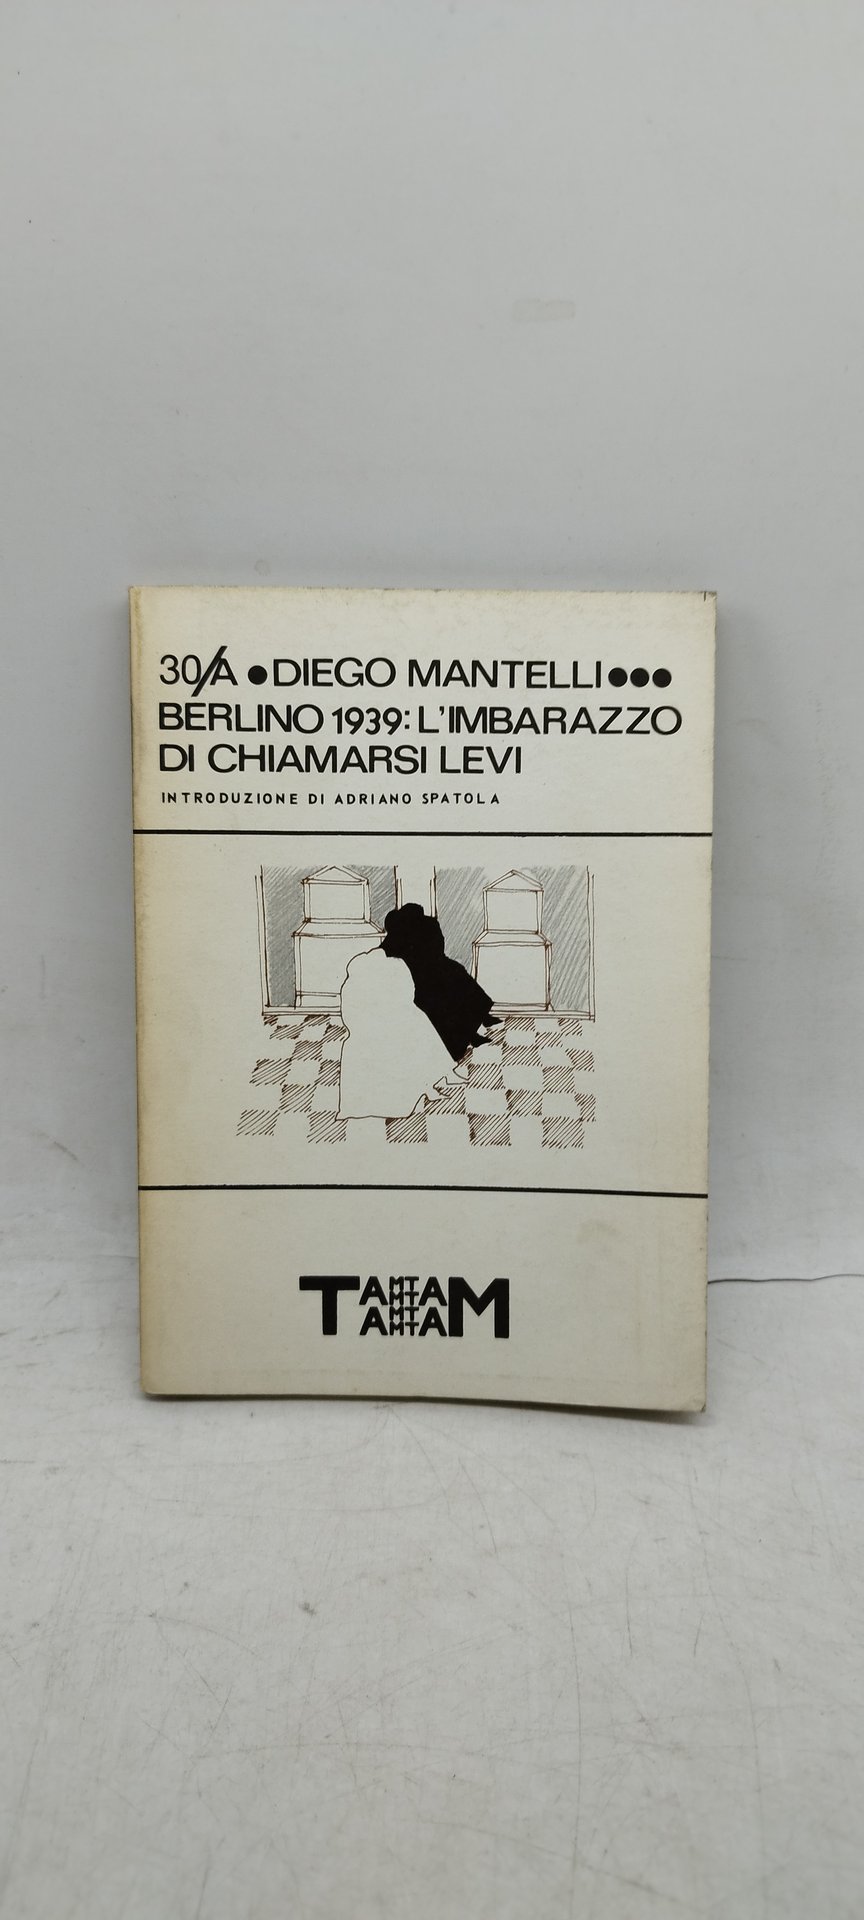 30/A ●DIEGO MANTELLI●●●
BERLINO 1939: L'IMBARAZZO
DI CHIAMARSI LEVI
INTRODUZIONE DI ADRIANO SPATOLA
TAMTAM